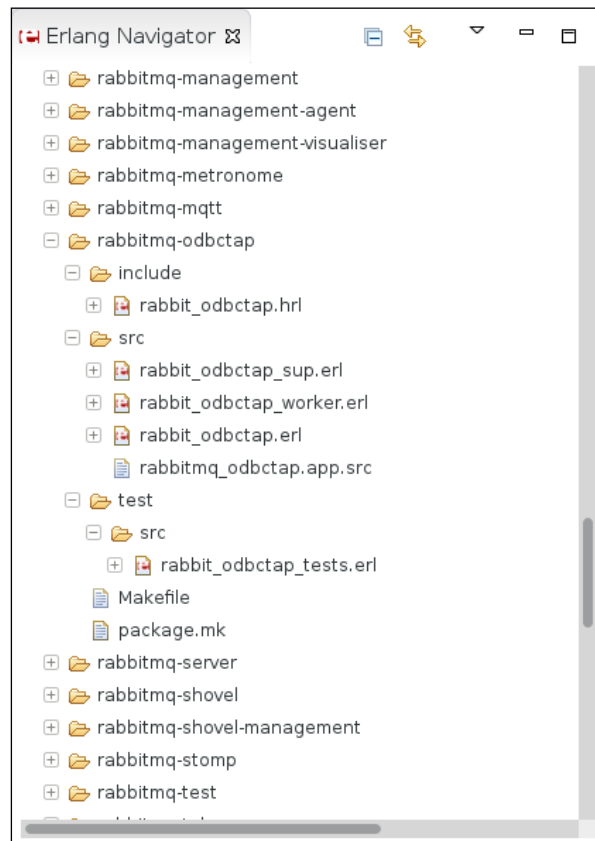 Erlang Navigator
rabbitmq-management
rabbitmq-management-agent
rabbitmq-management-visualiser
rabbitmq-metronome
rabbitmq-mqtt
rabbitmq-odbctap
include
rabbit_odbctap.hrl
src
rabbit_odbctap_sup.erl
rabbit_odbctap_worker.erl
rabbit_odbctap.erl
rabbitmq_odbctap.app.src
test
src
rabbit_odbctap_tests.erl
Makefile
package.mk
rabbitmq-server
rabbitmq-shovel
rabbitmq-shovel-management
rabbitmq-stomp
rabbitmq-test